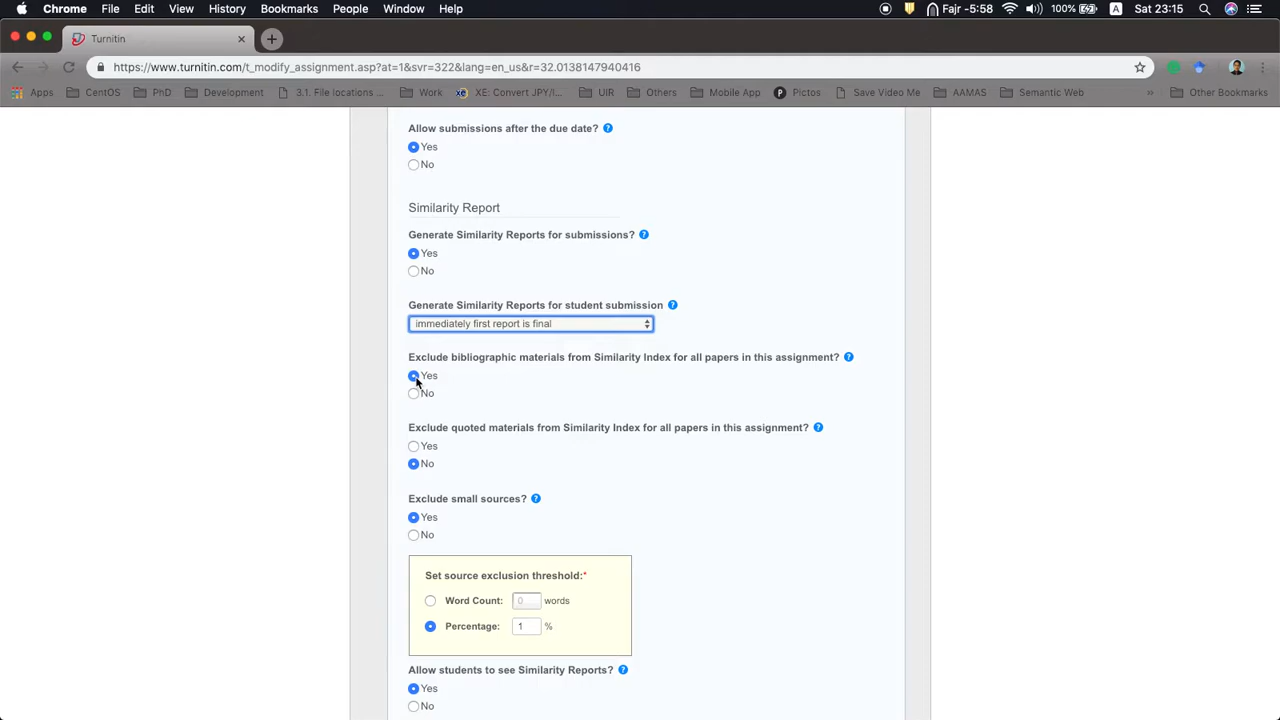 Chrome File Edit View History Bookmarks People Window Help Fajr -5:58 100% A Sat 23:15
Turnitin
https://www.turnitin.com/t_modify_assignment.asp?at=1&svr=322&lang=en_us&r=32.0138147940416
Apps CentOS PhD Development 3.1. File locations ... Work XE: Convert JPY/I... UIR Others Mobile App Pictos Save Video Me AAMAS Semantic Web » Other Bookmarks
Allow submissions after the due date? ?
Yes
No
Similarity Report
Generate Similarity Reports for submissions? ?
Yes
No
Generate Similarity Reports for student submission ?
immediately first report is final
Exclude bibliographic materials from Similarity Index for all papers in this assignment? ?
Yes
No
Exclude quoted materials from Similarity Index for all papers in this assignment? ?
Yes
No
Exclude small sources? ?
Yes
No
Set source exclusion threshold:*
Word Count: 0 words
Percentage: 1 %
Allow students to see Similarity Reports? ?
Yes
No